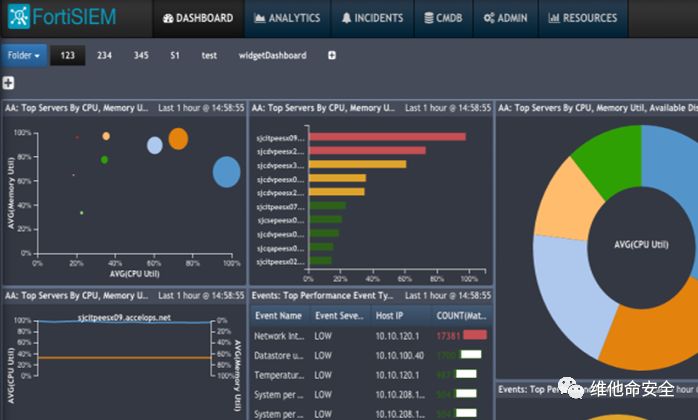 FortiSIEM
DASHBOARD ANALYTICS INCIDENTS CMDB ADMIN RESOURCES
Folder 123 234 345 51 test widgetDashboard
AA: Top Servers By CPU, Memory U... Last 1 hour @ 14:58:55
AVG(Memory Util)
100%
80%
60%
40%
20%
0%
0% 20% 40% 60% 80% 100%
AVG(CPU Util)
AA: Top Servers By CPU, Memory U... Last 1 hour @ 14:58:55
sjcitpeesx09...
sjcdvpeesx2...
sjcdvpeesx3...
sjcdvpeesx0...
sjcdvpeesx2...
sjcitpeesx07...
sjcsepeesx0...
sjcdvpeesx0...
sjcqapeesx0...
sjcitpeesx02...
0% 20% 40% 60% 80% 100%
AA: Top Servers By CPU, Memory Util, Available Dis
AVG(CPU Util)
AA: Top Servers By CPU, Memory U... Last 1 hour @ 14:58:55
sjcitpeesx09.accelops.net
AVG(CPU Util)
100%
80%
60%
40%
20%
0%
0%
20%
40%
60%
80%
100%
AVG(Memory Util)
Events: Top Performance Event Ty... Last 1 hour @ 14:58:55
Event Name Event Seve... Host IP COUNT(Mat...
Network Int... LOW 10.10.120.1 17381
Datastore u... LOW 10.10.100.40
Temperatur... LOW 10.10.120.1
System per ... LOW 10.10.208.1...
System per ... LOW 10.10.208.1...
Events: Top
hour
维他命安全